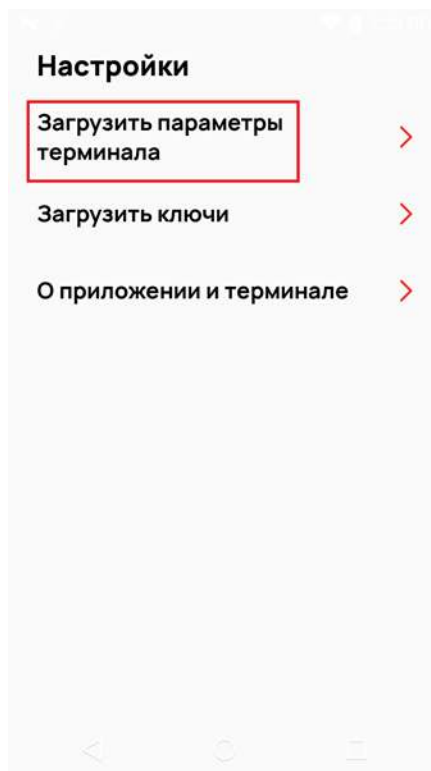 Настройки
Загрузить параметры
терминала
Загрузить ключи
О приложении и терминале